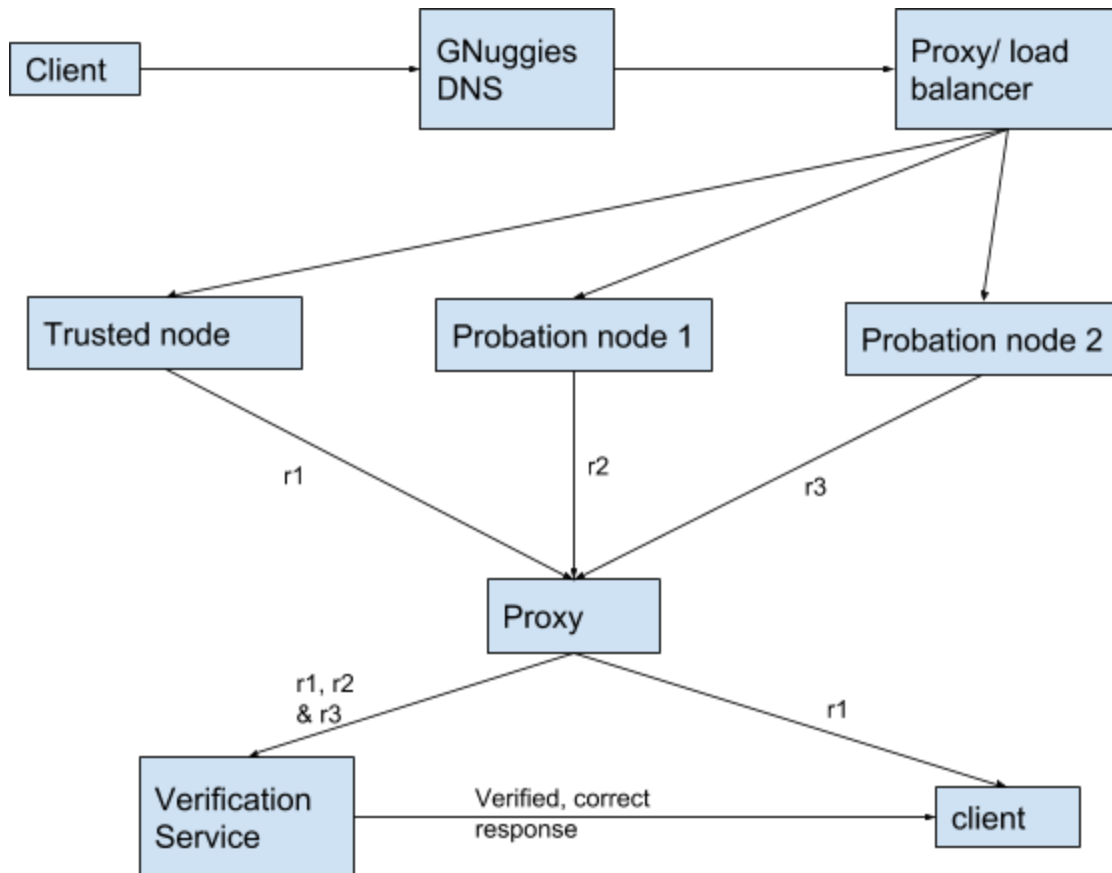 Client
GNuggies
DNS
Proxy/ load
balancer
Trusted node
Probation node 1
Probation node 2
r1
r2
r3
Proxy
r1, r2
& r3
r1
Verification
Service
Verified, correct
response
client